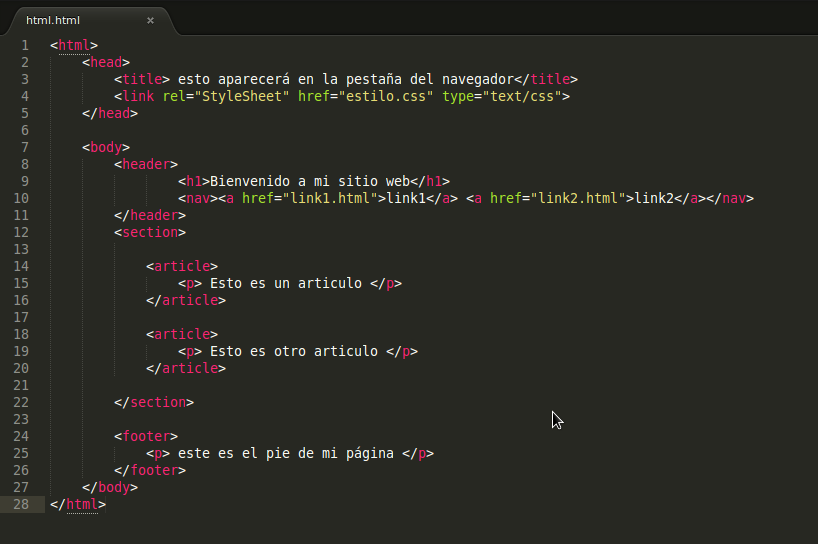 html.html ×
1 <html>
2 <head>
3 <title> esto aparecerá en la pestaña del navegador</title>
4 <link rel="StyleSheet" href="estilo.css" type="text/css">
5 </head>
6
7 <body>
8 <header>
9 <h1>Bienvenido a mi sitio web</h1>
10 <nav><a href="link1.html">link1</a> <a href="link2.html">link2</a></nav>
11 </header>
12 <section>
13
14 <article>
15 <p> Esto es un articulo </p>
16 </article>
17
18 <article>
19 <p> Esto es otro articulo </p>
20 </article>
21
22 </section>
23
24 <footer>
25 <p> este es el pie de mi página </p>
26 </footer>
27 </body>
28 </html>